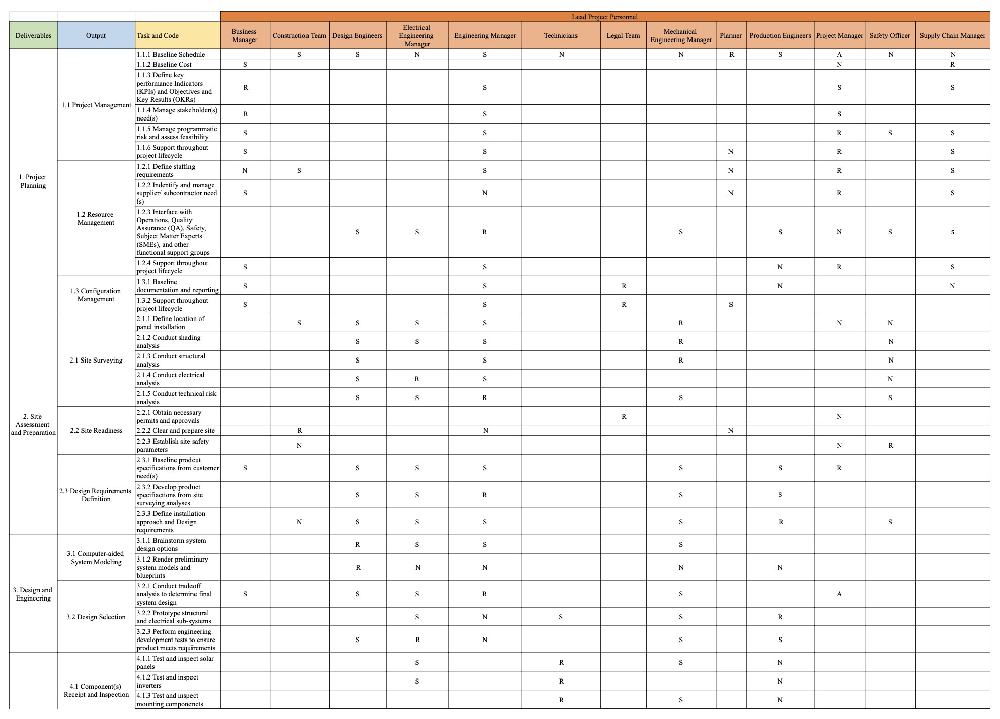 Lead Project Personnel
Deliverables
Output
Task and Code
Business
Manager
Construction Team
Design Engineers
Electrical
Engineering
Manager
Engineering Manager
Technicians
Legal Team
Mechanical
Engineering Manager
Planner
Production Engineers
Project Manager
Safety Officer
Supply Chain Manager
1. Project
Planning
1.1 Project Management
1.1.1 Baseline Schedule
S S N S N N R S A N N
1.1.2 Baseline Cost
S N R
1.1.3 Define key
performance Indicators
(KPIs) and Objectives and
Key Results (OKRs)
R S S S
1.1.4 Manage stakeholder(s)
need(s)
R S S
1.1.5 Manage programmatic
risk and assess feasibility
S S R S S
1.1.6 Support throughout
project lifecycle
S S N R S
1.2 Resource
Management
1.2.1 Define staffing
requirements
N S S N R S
1.2.2 Indentify and manage
supplier/ subcontractor need
(s)
S N N R S
1.2.3 Interface with
Operations, Quality
Assurance (QA), Safety,
Subject Matter Experts
(SMEs), and other
functional support groups
S S R S S N S s
1.2.4 Support throughout
project lifecycle
S S N R S
1.3 Configuration
Management
1.3.1 Baseline
documentation and reporting
S S R N N
1.3.2 Support throughout
project lifecycle
S S R S
2. Site
Assessment
and Preparation
2.1 Site Surveying
2.1.1 Define location of
panel installation
S S S S R N N
2.1.2 Conduct shading
analysis
S S S R N
2.1.3 Conduct structural
analysis
S S R N
2.1.4 Conduct electrical
analysis
S R S N
2.1.5 Conduct technical risk
analysis
S S R S S
2.2 Site Readiness
2.2.1 Obtain necessary
permits and approvals
R N
2.2.2 Clear and prepare site
R N N
2.2.3 Establish site safety
parameters
N N R
2.3 Design Requirements
Definition
2.3.1 Baseline prodcut
specifications from customer
need(s)
S S S S S S R
2.3.2 Develop product
specifiactions from site
surveying analyses
S S R S S
2.3.3 Define installation
approach and Design
requirements
N S S S S R S
3. Design and
Engineering
3.1 Computer-aided
System Modeling
3.1.1 Brainstorm system
design options
R S S S
3.1.2 Render preliminary
system models and
blueprints
R N N N N
3.2 Design Selection
3.2.1 Conduct tradeoff
analysis to determine final
system design
S S S R S A
3.2.2 Prototype structural
and electrical sub-systems
S N S S R
3.2.3 Perform engineering
development tests to ensure
product meets requirements
S R N S S
4.1 Component(s)
Receipt and Inspection
4.1.1 Test and inspect solar
panels
S R S N
4.1.2 Test and inspect
inverters
S R N
4.1.3 Test and inspect
mounting componenets
R S N